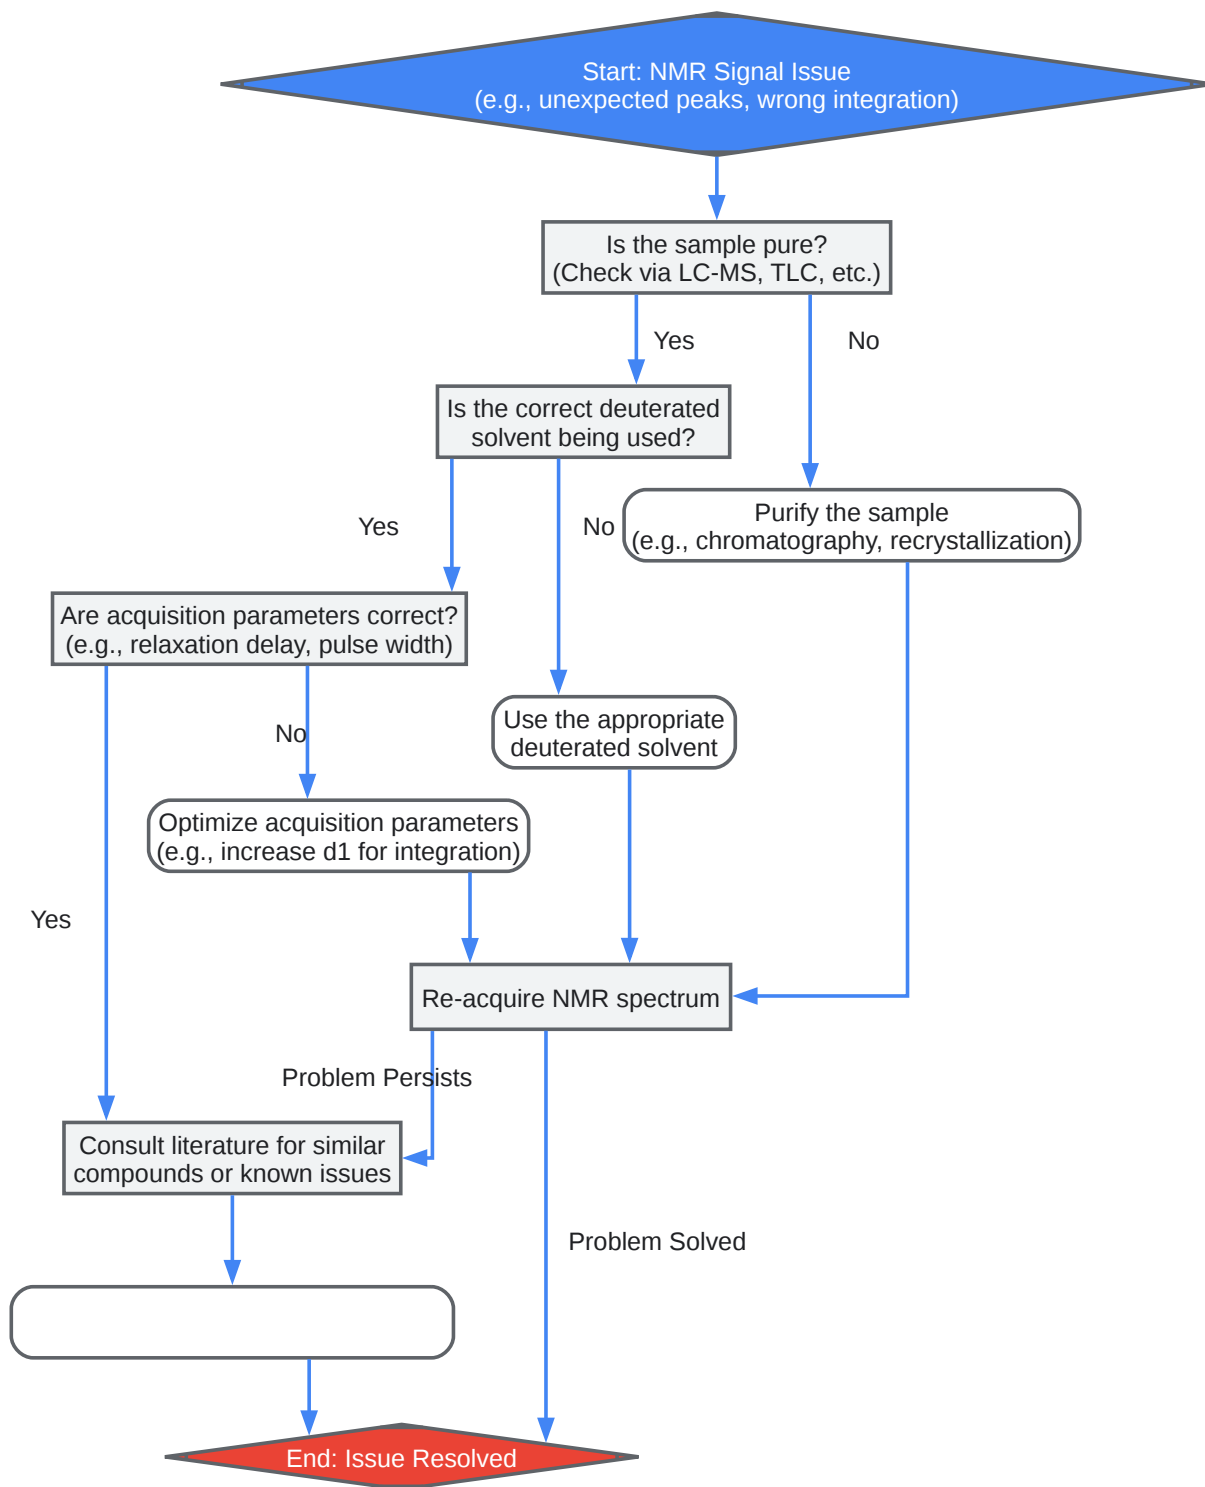 Start: NMR Signal Issue
(e.g., unexpected peaks, wrong integration)
Is the sample pure?
(Check via LC-MS, TLC, etc.)
Yes
No
Is the correct deuterated
solvent being used?
Yes
No
Purify the sample
(e.g., chromatography, recrystallization)
Are acquisition parameters correct?
(e.g., relaxation delay, pulse width)
No
Use the appropriate
deuterated solvent
Optimize acquisition parameters
(e.g., increase d1 for integration)
Yes
Re-acquire NMR spectrum
Problem Persists
Consult literature for similar
compounds or known issues
Problem Solved
End: Issue Resolved